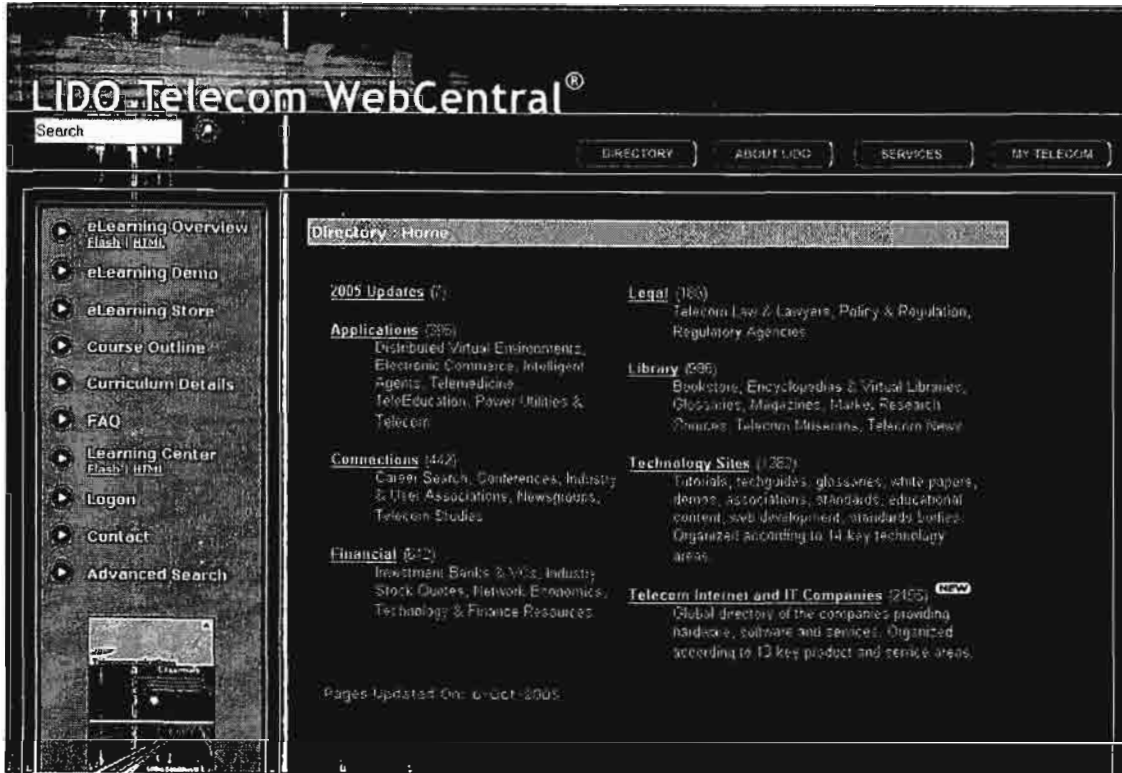 LIDO Telecom WebCentral®
Search
DIRECTORY
ABOUT LIDO
SERVICES
MY TELECOM
eLearning Overview
Flash | HTML
eLearning Demo
eLearning Store
Course Outline
Curriculum Details
FAQ
Learning Center
Flash | HTML
Logon
Contact
Advanced Search
Directory : Home
2005 Updates (7)
Applications
Distributed Virtual Environments,
Electronic Commerce, Intelligent
Agents, Telemedicine
TeleEducation, Power Utilities &
Telecom
Connections (442)
Career Search, Conferences, Industry
& User Associations, Newsgroups,
Telecom Studies
Financial
Investment Banks & VCs, Industry
Stock Quotes, Network Economics,
Technology & Finance Resources
Legal
Telecom Law & Lawyers, Policy & Regulation,
Regulatory Agencies
Library
Bookstore, Encyclopedias & Virtual Libraries,
Glossaries, Magazines, Market Research
Sources, Telecom Museums, Telecom News
Technology Sites
Tutorials, techguides, glossaries, white papers,
demos, associations, standards, educational
content, web development, standards bodies.
Organized according to 14 key technology
areas.
Telecom Internet and IT Companies NEW
Global directory of the companies providing
hardware, software and services. Organized
according to 13 key product and service areas.
Pages Updated On: Oct-2005